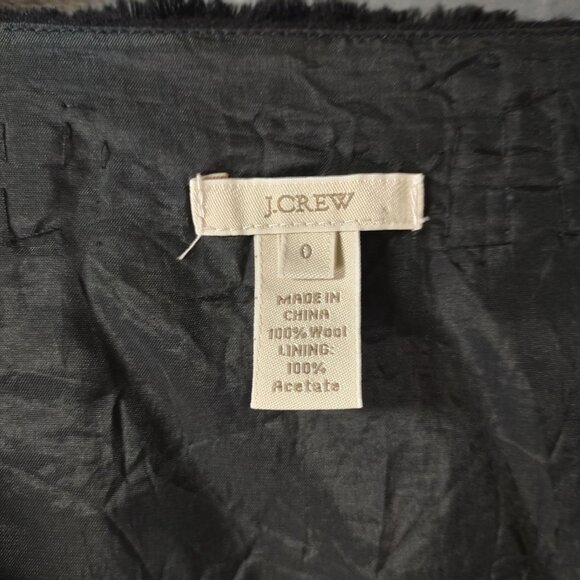 J.CREW
0
MADE IN
CHINA
100% Wool
LINING:
100%
Acetate